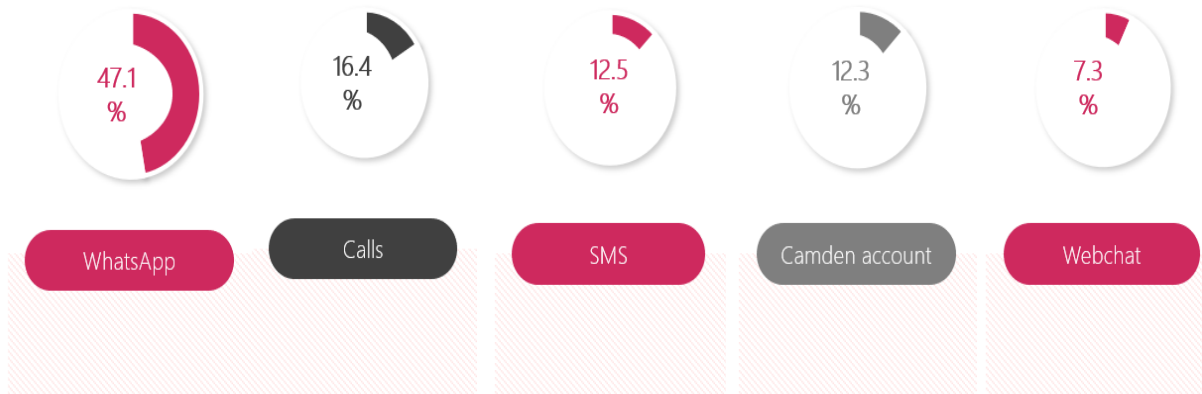 47.1
%
16.4
%
12.5
%
12.3
%
7.3
%
WhatsApp
Calls
SMS
Camden account
Webchat